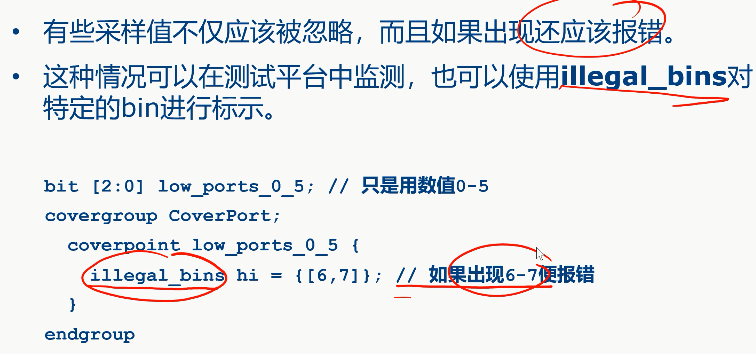 • 有些采样值不仅应该被忽略，而且如果出现还应该报错。
• 这种情况可以在测试平台中监测，也可以使用illegal_bins对
特定的bin进行标示。
bit [2:0] low_ports_0_5; // 只是用数值0-5
covergroup CoverPort;
coverpoint low_ports_0_5 {
illegal_bins hi = {[6,7]}; // 如果出现6-7便报错
}
endgroup